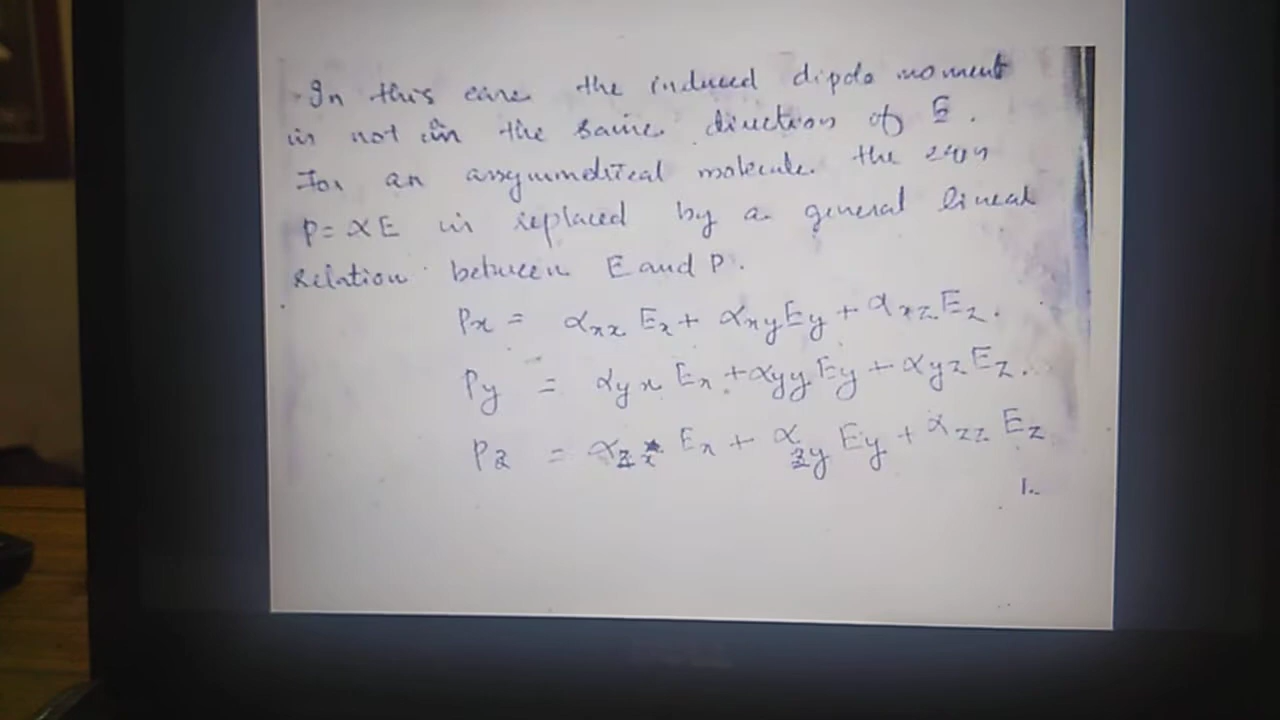 In this case the induced dipole moment
is not in the same direction of E.
For an assymmetrical molecule. the eqn
P = αE is replaced by a general linear
relation between E and P.
Px = αxx Ex + αxy Ey + αxz Ez.
Py = αyx Ex + αyy Ey + αyz Ez.
Pz = αzx Ex + αzy Ey + αzz Ez
1.